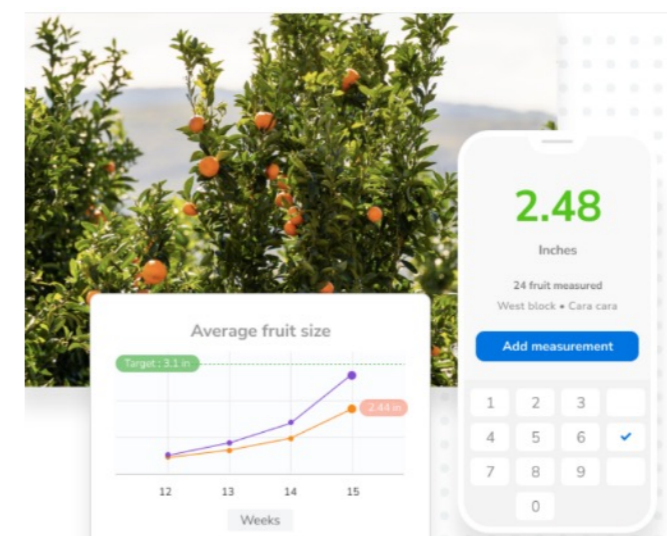 2.48
Inches
24 fruit measured
West block • Cara cara
Add measurement
1 2 3
4 5 6
7 8 9
0
Average fruit size
Target : 3.1 in
2.44 in
12 13 14 15
Weeks